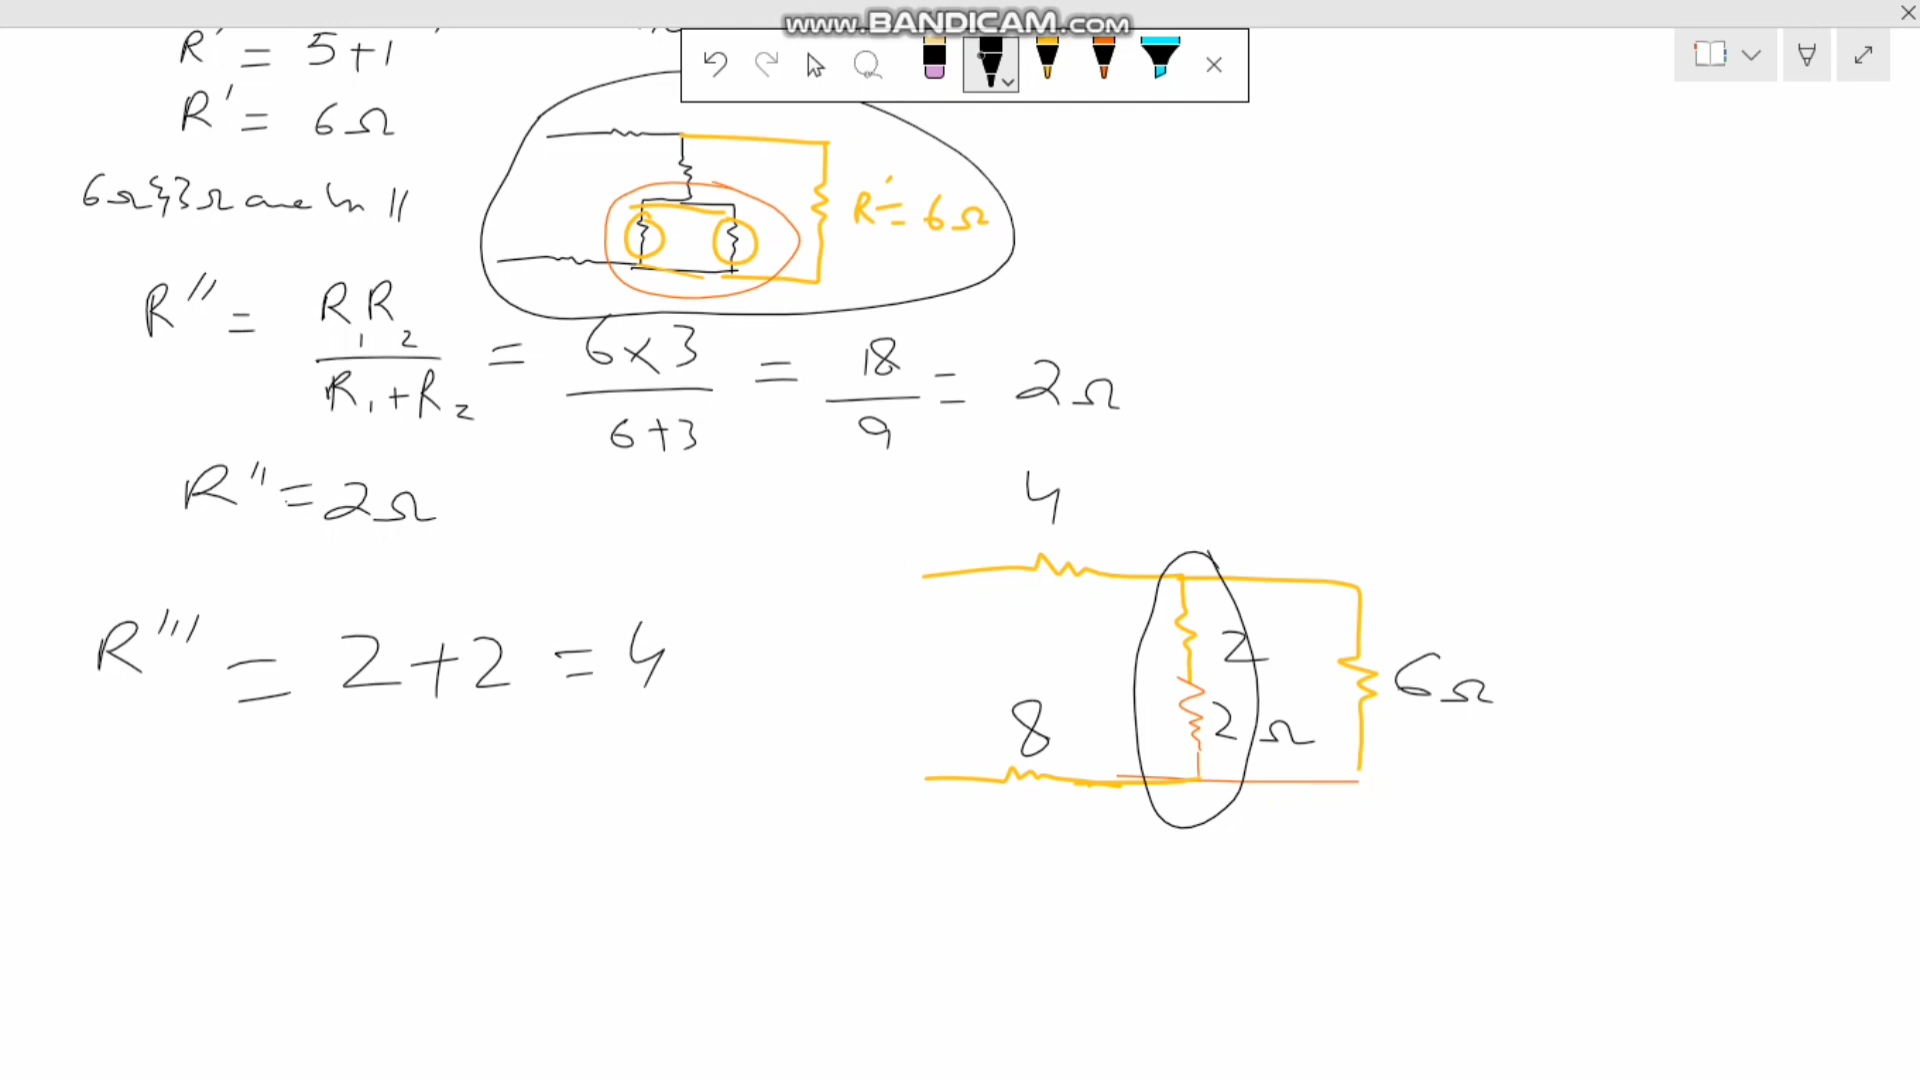 www.BANDICAM.com
R' = 5+1
R' = 6Ω
6Ω & 3Ω are in //
R' = 6Ω
R'' = R₁R₂ / R₁+R₂ = 6×3 / 6+3 = 18 / 9 = 2Ω
R'' = 2Ω
4
R''' = 2+2 = 4
2
6Ω
8
2Ω